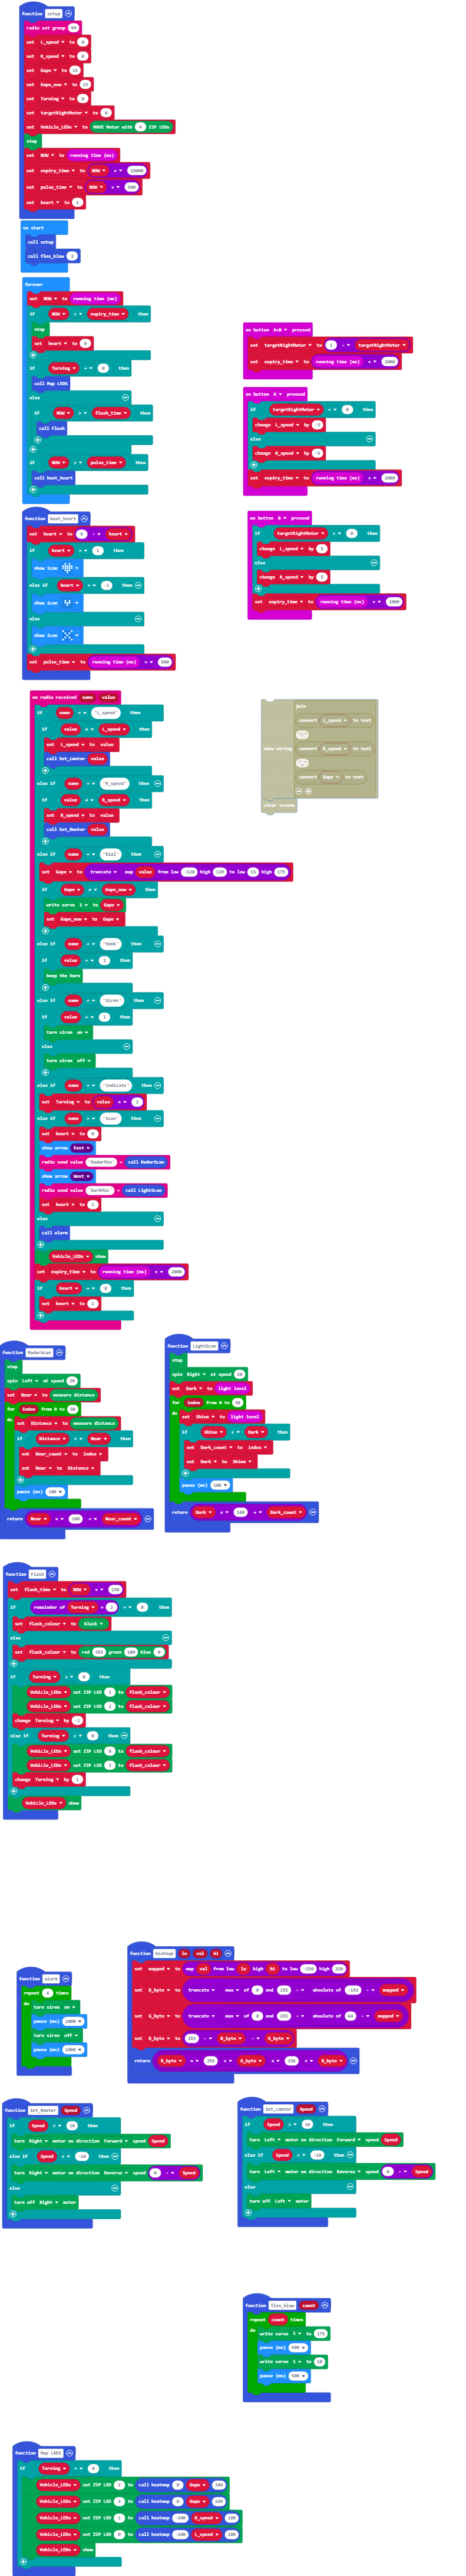 function setup
radio set group 99
set L_speed to 0
set R_speed to 0
set Gape to 15
set Gape_now to 15
set Turning to 0
set targetRightMotor to 0
set Vehicle_LEDs to MOVE Motor with 4 ZIP LEDs
stop
set NOW to running time (ms)
set expiry_time to NOW + 15000
set pulse_time to NOW + 500
set heart to 1
on start
call setup
call flex_klaw 3
forever
set NOW to running time (ms)
if NOW > expiry_time then
stop
set heart to 0
if Turning = 0 then
call Map LEDS
else
if NOW > flash_time then
call Flash
if NOW > pulse_time then
call beat_heart
on button A+B pressed
set targetRightMotor to 1 - targetRightMotor
set expiry_time to running time (ms) + 2000
on button A pressed
if targetRightMotor = 0 then
change L_speed by -5
else
change R_speed by -5
set expiry_time to running time (ms) + 2000
on button B pressed
if targetRightMotor = 0 then
change L_speed by 5
else
change R_speed by 5
set expiry_time to running time (ms) + 2000
function beat_heart
set heart to 0 - heart
if heart = 1 then
show icon
else if heart = -1 then
show icon
else
show icon
set pulse_time to running time (ms) + 500
on radio received name value
if name = "L_speed" then
if value ≠ L_speed then
set L_speed to value
call Set_Lmotor value
else if name = "R_speed" then
if value ≠ R_speed then
set R_speed to value
call Set_Rmotor value
else if name = "Dial" then
set Gape to truncate map value from low -120 high 120 to low 15 high 175
if Gape ≠ Gape_now then
write servo 1 to Gape
set Gape_now to Gape
else if name = "Honk" then
if value = 1 then
beep the horn
else if name = "Siren" then
if value = 1 then
turn siren on
else
turn siren off
else if name = "Indicate" then
set Turning to value × 2
else if name = "Scan" then
set heart to 0
show arrow East
radio send value "RadarMin" = call RadarScan
show arrow West
radio send value "DarkMin" = call LightScan
set heart to 1
else
call alarm
Vehicle_LEDs show
set expiry_time to running time (ms) + 2000
if heart = 0 then
set heart to 1
show string join
convert L_speed to text
convert R_speed to text
convert Gape to text
clear screen
function RadarScan
stop
spin Left at speed 20
set Near to measure distance
for index from 0 to 50
do set Distance to measure distance
if Distance < Near then
set Near_count to index
set Near to Distance
pause (ms) 100
return Near × 100 + Near_count
function LightScan
stop
spin Right at speed 20
set Dark to light level
for index from 0 to 50
do set Shine to light level
if Shine < Dark then
set Dark_count to index
set Dark to Shine
pause (ms) 100
return Dark × 100 + Dark_count
function Flash
set flash_time to NOW + 250
if remainder of Turning ÷ 2 = 0 then
set flash_colour to black
else
set flash_colour to red 255 green 100 blue 0
if Turning > 0 then
Vehicle_LEDs set ZIP LED 1 to flash_colour
Vehicle_LEDs set ZIP LED 2 to flash_colour
change Turning by -1
else if Turning < 0 then
Vehicle_LEDs set ZIP LED 0 to flash_colour
Vehicle_LEDs set ZIP LED 3 to flash_colour
change Turning by 1
Vehicle_LEDs show
function alarm
repeat 4 times
do turn siren on
pause (ms) 1000
turn siren off
pause (ms) 1000
function heatmap lo val hi
set mapped to map val from low lo high hi to low -320 high 320
set R_byte to truncate max of 0 and 255 - absolute of -192 - mapped
set G_byte to truncate max of 0 and 255 - absolute of 64 - mapped
set B_byte to 255 - R_byte - G_byte
return R_byte × 256 + G_byte × 256 + B_byte
function Set_Rmotor Speed
if Speed > 10 then
turn Right motor on direction Forward speed Speed
else if Speed < -10 then
turn Right motor on direction Reverse speed 0 - Speed
else
turn off Right motor
function Set_Lmotor Speed
if Speed > 10 then
turn Left motor on direction Forward speed Speed
else if Speed < -10 then
turn Left motor on direction Reverse speed 0 - Speed
else
turn off Left motor
function flex_klaw count
repeat count times
do write servo 1 to 175
pause (ms) 500
write servo 1 to 10
pause (ms) 500
function Map LEDS
if Turning = 0 then
Vehicle_LEDs set ZIP LED 2 to call heatmap 0 Gape 180
Vehicle_LEDs set ZIP LED 3 to call heatmap 0 Gape 180
Vehicle_LEDs set ZIP LED 1 to call heatmap -100 R_speed 100
Vehicle_LEDs set ZIP LED 0 to call heatmap -100 L_speed 100
Vehicle_LEDs show